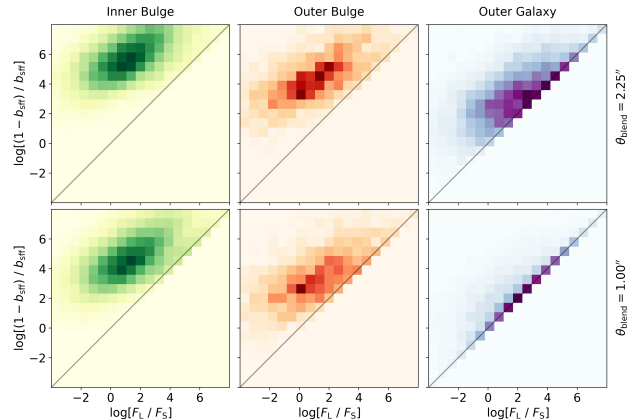 Inner Bulge Outer Bulge Outer Galaxy
log[(1 − b_sff) / b_sff]
6
4
2
0
−2
θ_blend = 2.25″
log[(1 − b_sff) / b_sff]
6
4
2
0
−2
θ_blend = 1.00″
−2 0 2 4 6 −2 0 2 4 6 −2 0 2 4 6
log[F_L / F_S] log[F_L / F_S] log[F_L / F_S]